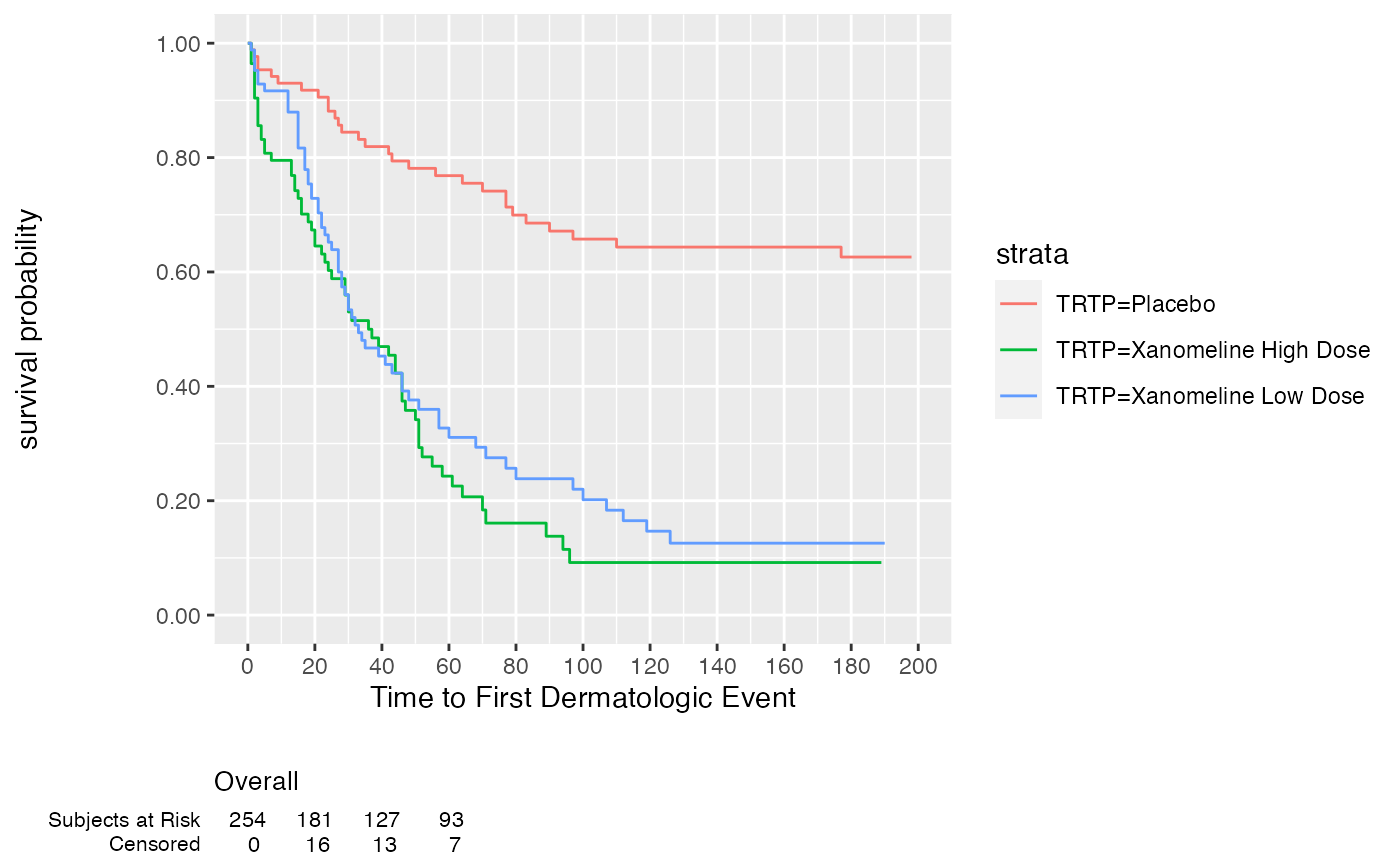 1.00
0.80
0.60
0.40
0.20
0.00
survival probability
0 20 40 60 80 100 120 140 160 180 200
Time to First Dermatologic Event
strata
TRTP=Placebo
TRTP=Xanomeline High Dose
TRTP=Xanomeline Low Dose
Overall
Subjects at Risk 254 181 127 93
Censored 0 16 13 7